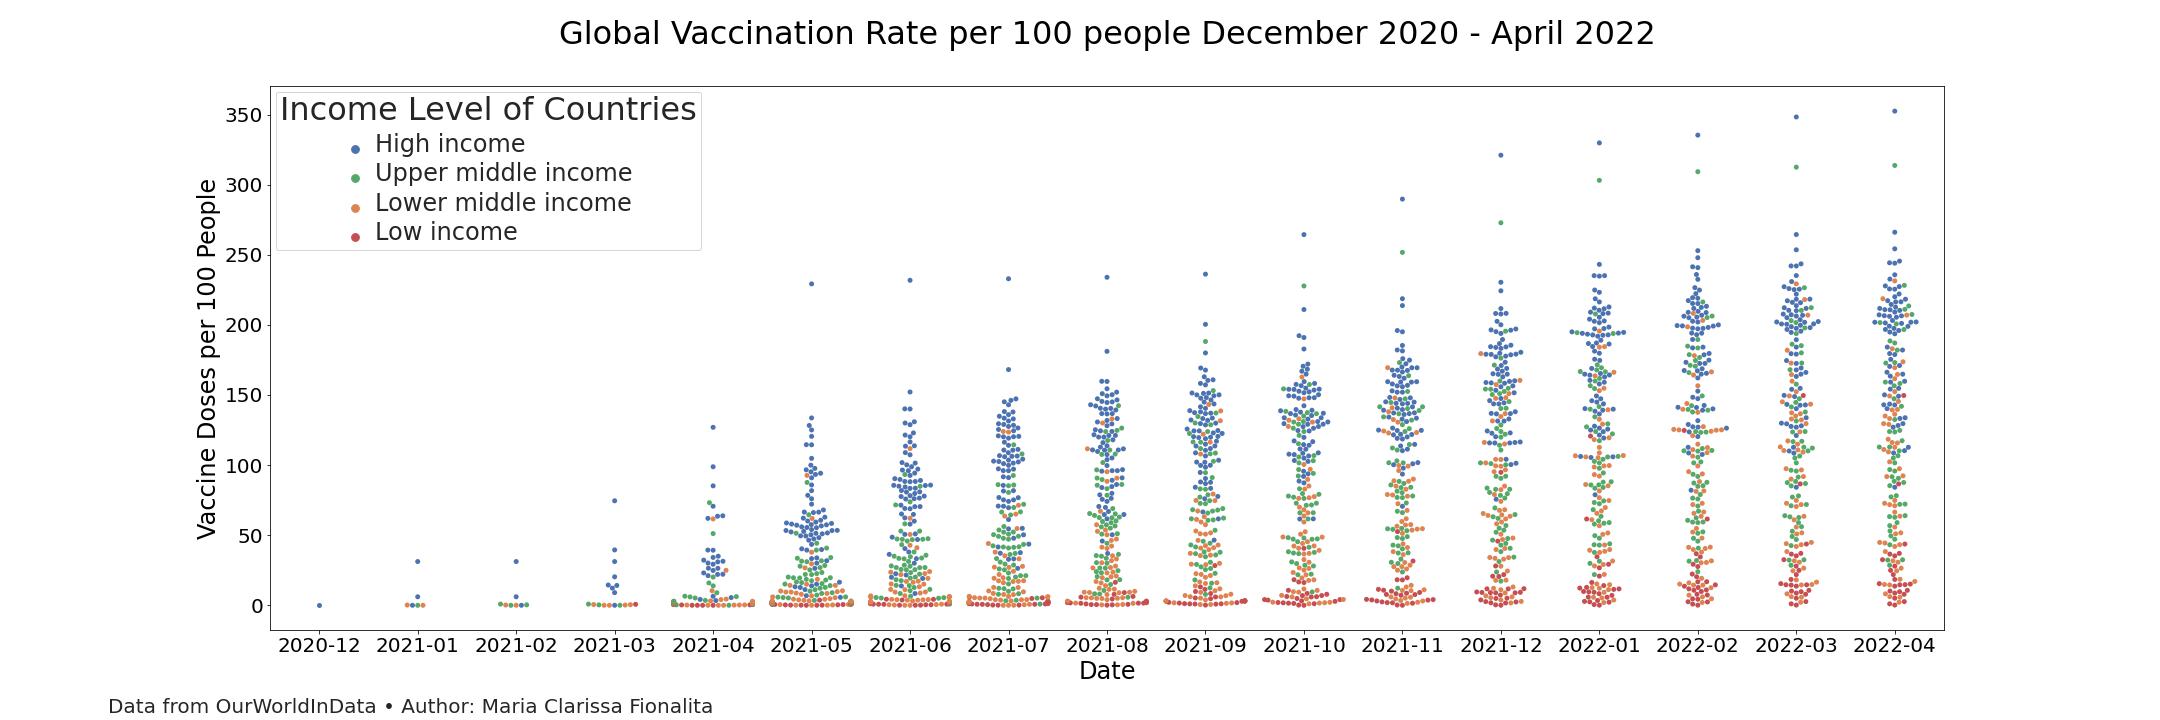 Global Vaccination Rate per 100 people December 2020 - April 2022
Income Level of Countries
High income
Upper middle income
Lower middle income
Low income
Vaccine Doses per 100 People
350
300
250
200
150
100
50
0
2020-12 2021-01 2021-02 2021-03 2021-04 2021-05 2021-06 2021-07 2021-08 2021-09 2021-10 2021-11 2021-12 2022-01 2022-02 2022-03 2022-04
Date
Data from OurWorldInData • Author: Maria Clarissa Fionalita